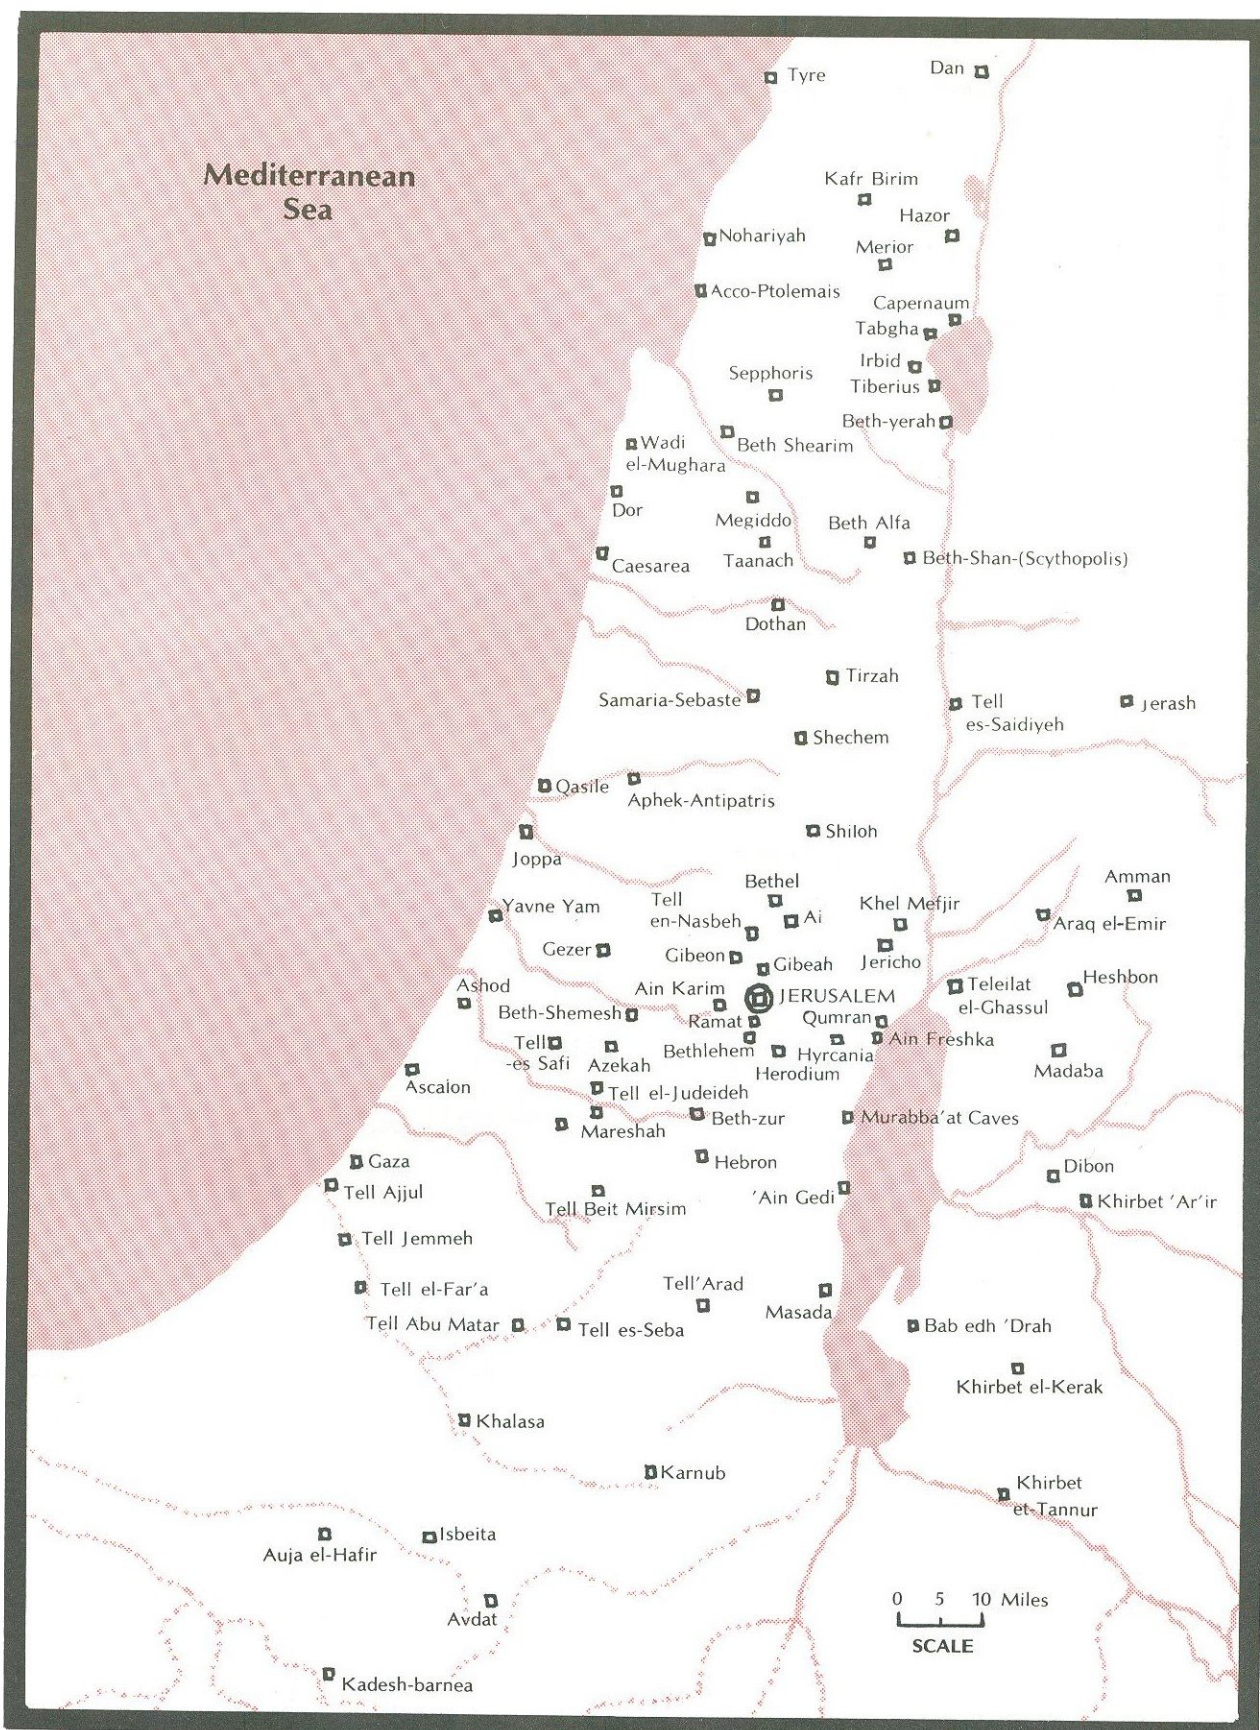 Tyre
Dan
Mediterranean
Sea
Kafr Birim
Hazor
Nohariyah
Merior
Acco-Ptolemais
Capernaum
Tabgha
Irbid
Sepphoris
Tiberius
Beth-yerah
Wadi
el-Mughara
Beth Shearim
Dor
Megiddo
Beth Alfa
Caesarea
Taanach
Beth-Shan-(Scythopolis)
Dothan
Tirzah
Samaria-Sebaste
Tell
es-Saidiyeh
Jerash
Shechem
Qasile
Aphek-Antipatris
Shiloh
Joppa
Bethel
Amman
Yavne Yam
Tell
en-Nasbeh
Ai
Khel Mefjir
Araq el-Emir
Gezer
Gibeon
Gibeah
Jericho
Ashod
Ain Karim
JERUSALEM
Teleilat
el-Ghassul
Heshbon
Beth-Shemesh
Ramat
Qumran
Tell
-es Safi
Azekah
Bethlehem
Hyrcania
Ain Freshka
Herodium
Madaba
Ascalon
Tell el-Judeideh
Mareshah
Beth-zur
Murabba'at Caves
Gaza
Hebron
Dibon
Tell Ajjul
Tell Beit Mirsim
'Ain Gedi
Khirbet 'Ar'ir
Tell Jemmeh
Tell el-Far'a
Tell'Arad
Masada
Tell Abu Matar
Tell es-Seba
Bab edh 'Drah
Khirbet el-Kerak
Khalasa
Karnub
Khirbet
et-Tannur
Auja el-Hafir
Isbeita
Avdat
0 5 10 Miles
SCALE
Kadesh-barnea